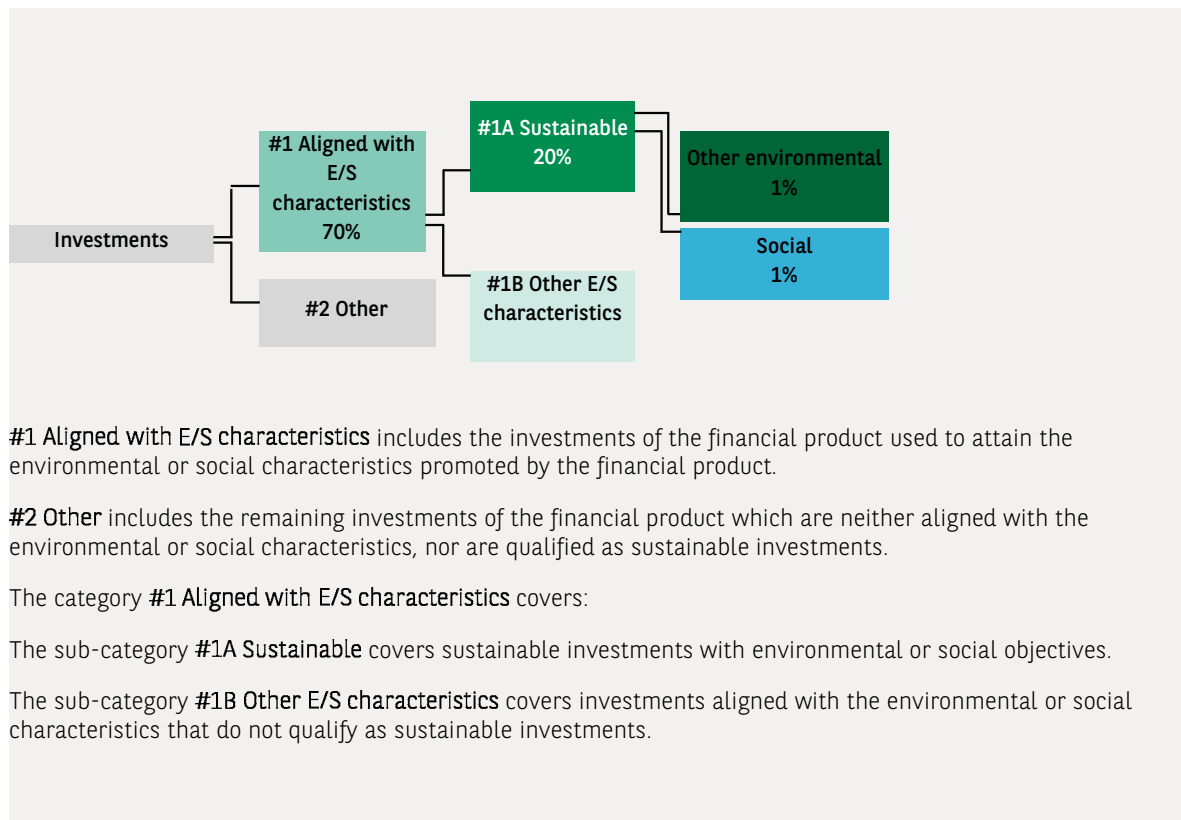 #1A Sustainable
20%
#1 Aligned with
E/S
characteristics
70%
Other environmental
1%
Investments
Social
1%
#2 Other
#1B Other E/S
characteristics
#1 Aligned with E/S characteristics includes the investments of the financial product used to attain the
environmental or social characteristics promoted by the financial product.
#2 Other includes the remaining investments of the financial product which are neither aligned with the
environmental or social characteristics, nor are qualified as sustainable investments.
The category #1 Aligned with E/S characteristics covers:
The sub-category #1A Sustainable covers sustainable investments with environmental or social objectives.
The sub-category #1B Other E/S characteristics covers investments aligned with the environmental or social
characteristics that do not qualify as sustainable investments.